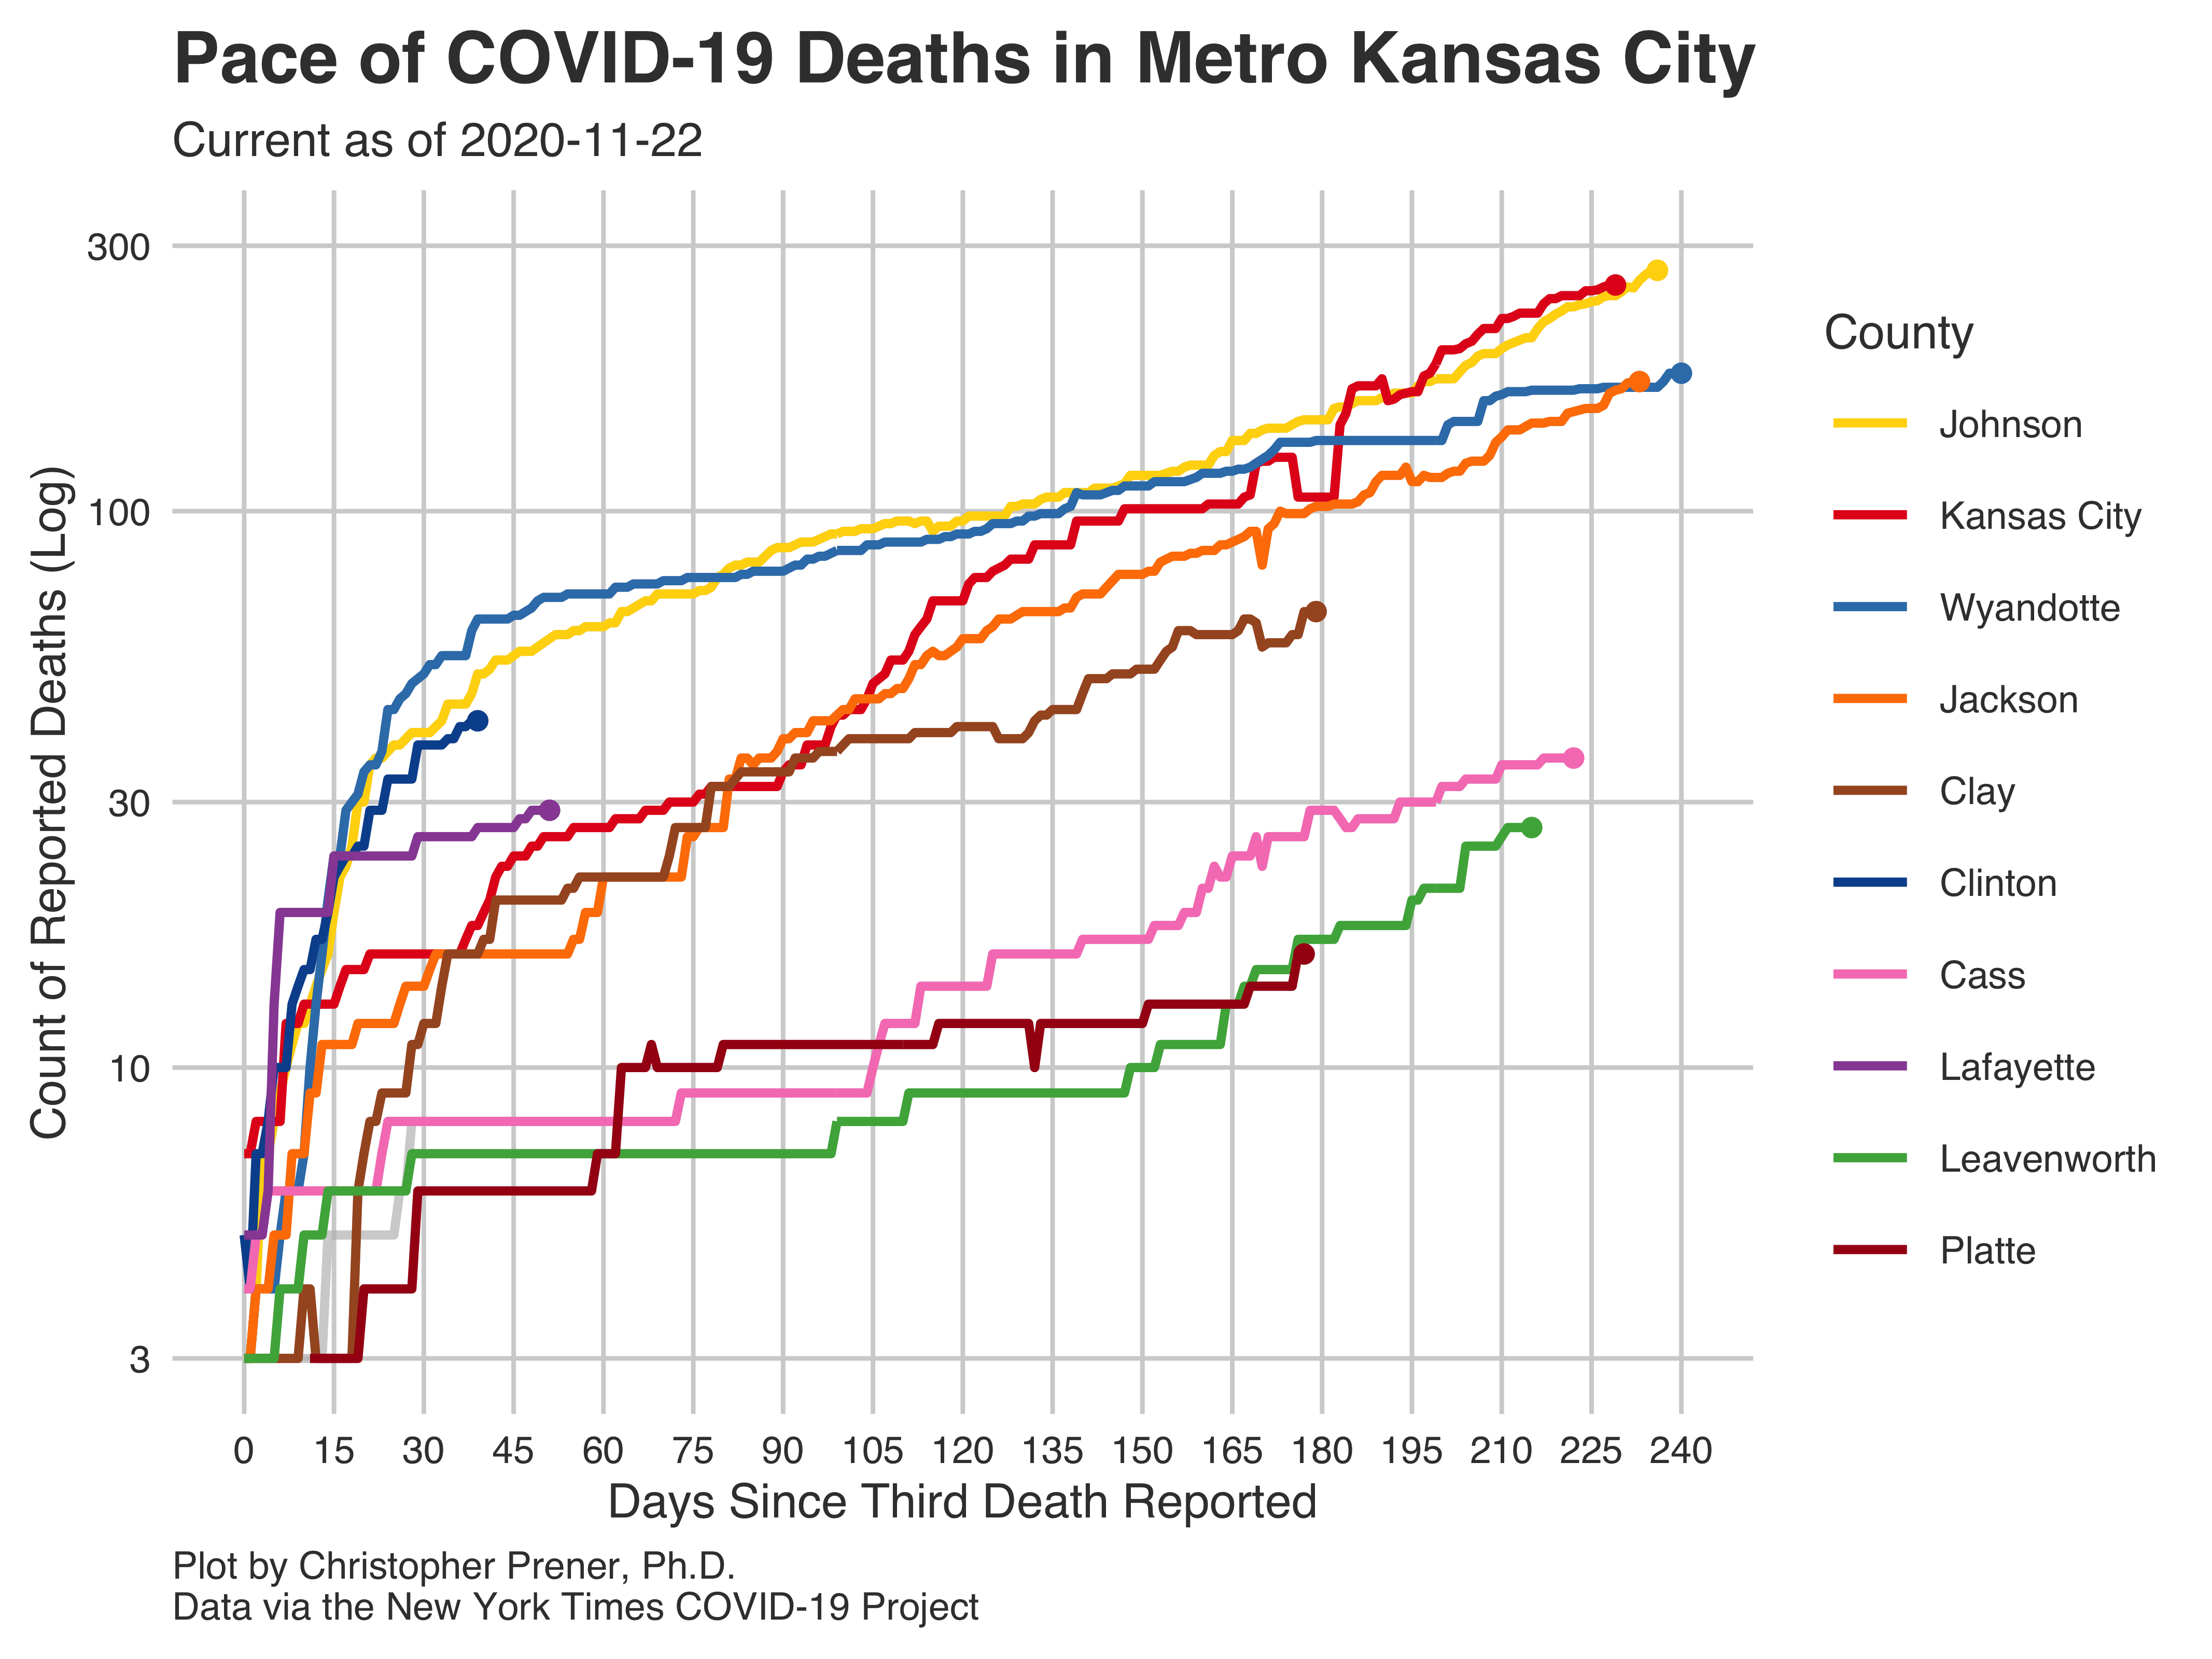 Pace of COVID-19 Deaths in Metro Kansas City
Current as of 2020-11-22
Count of Reported Deaths (Log)
300
100
30
10
3
0 15 30 45 60 75 90 105 120 135 150 165 180 195 210 225 240
Days Since Third Death Reported
County
Johnson
Kansas City
Wyandotte
Jackson
Clay
Clinton
Cass
Lafayette
Leavenworth
Platte
Plot by Christopher Prener, Ph.D.
Data via the New York Times COVID-19 Project